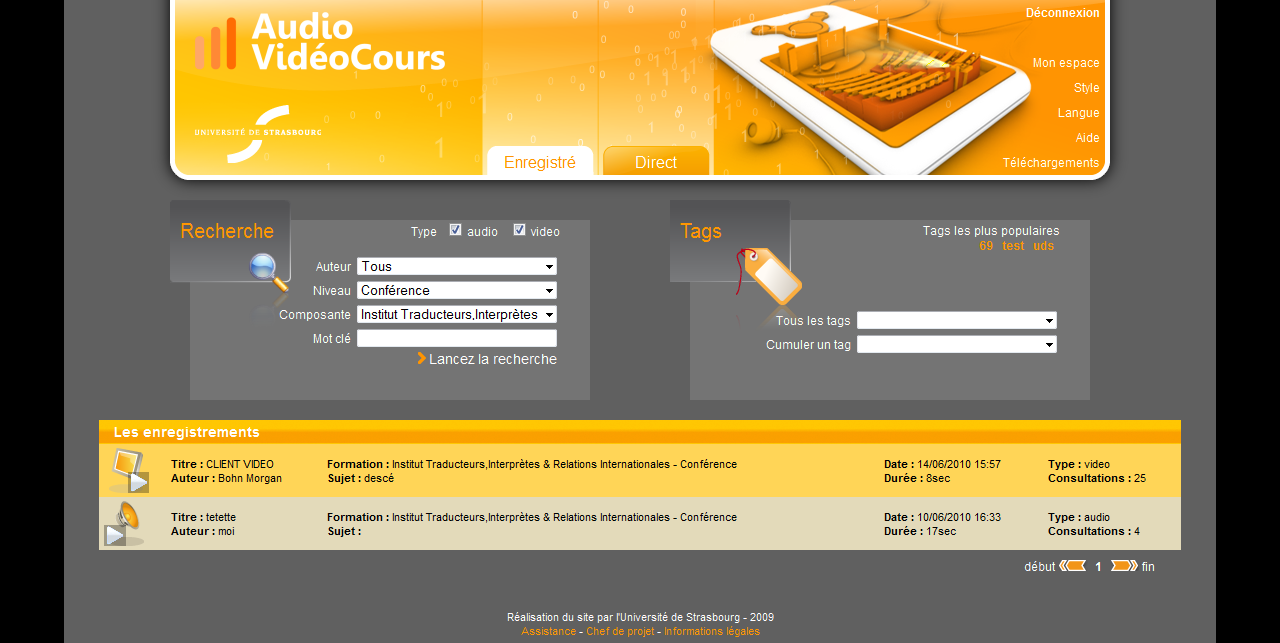 Audio
VidéoCours
UNIVERSITÉ DE STRASBOURG
Déconnexion
Mon espace
Style
Langue
Aide
Téléchargements
Enregistré
Direct
Recherche
Type audio video
Auteur Tous
Niveau Conférence
Composante Institut Traducteurs,Interprètes
Mot clé
Lancez la recherche
Tags
Tags les plus populaires
69 test uds
Tous les tags
Cumuler un tag
Les enregistrements
Titre : CLIENT VIDEO
Auteur : Bohn Morgan
Formation : Institut Traducteurs,Interprètes & Relations Internationales - Conférence
Sujet : descé
Date : 14/06/2010 15:57
Durée : 8sec
Type : video
Consultations : 25
Titre : tetette
Auteur : moi
Formation : Institut Traducteurs,Interprètes & Relations Internationales - Conférence
Sujet :
Date : 10/06/2010 16:33
Durée : 17sec
Type : audio
Consultations : 4
début 1 fin
Réalisation du site par l'Université de Strasbourg - 2009
Assistance - Chef de projet - Informations légales